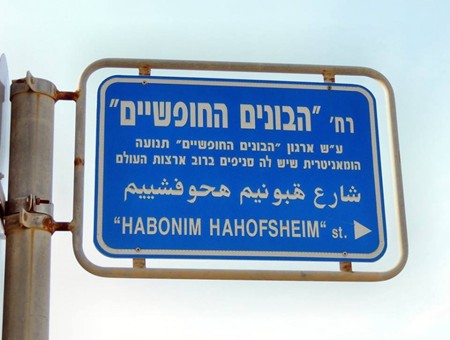 רח' "הבונים החופשיים"
ע"ש ארגון "הבונים החופשיים" תנועה
הומאניטרית שיש לה סניפים ברוב ארצות העולם
شارع هبونيم هحوفشييم
"HABONIM HAHOFSHEIM" st.